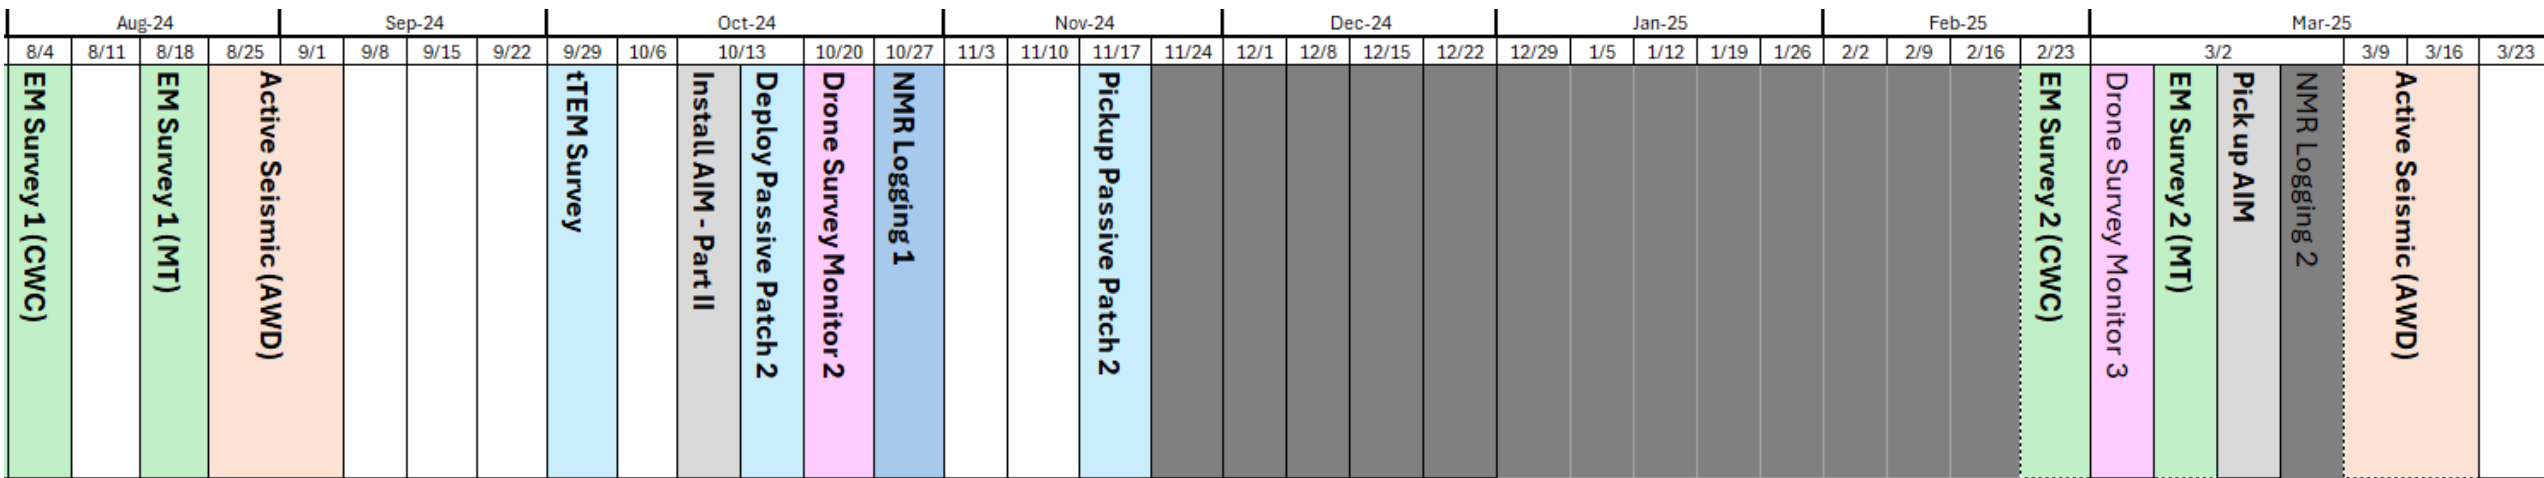 Aug-24 Sep-24 Oct-24 Nov-24 Dec-24 Jan-25 Feb-25 Mar-25
8/4 8/11 8/18 8/25 9/1 9/8 9/15 9/22 9/29 10/6 10/13 10/20 10/27 11/3 11/10 11/17 11/24 12/1 12/8 12/15 12/22 12/29 1/5 1/12 1/19 1/26 2/2 2/9 2/16 2/23 3/2 3/9 3/16 3/23
EM Survey 1 (CWC)
EM Survey 1 (MT)
Active Seismic (AWD)
tTEM Survey
Install AIM - Part II
Deploy Passive Patch 2
Drone Survey Monitor 2
NMR Logging 1
Pickup Passive Patch 2
EM Survey 2 (CWC)
Drone Survey Monitor 3
EM Survey 2 (MT)
Pick up AIM
NMR Logging 2
Active Seismic (AWD)